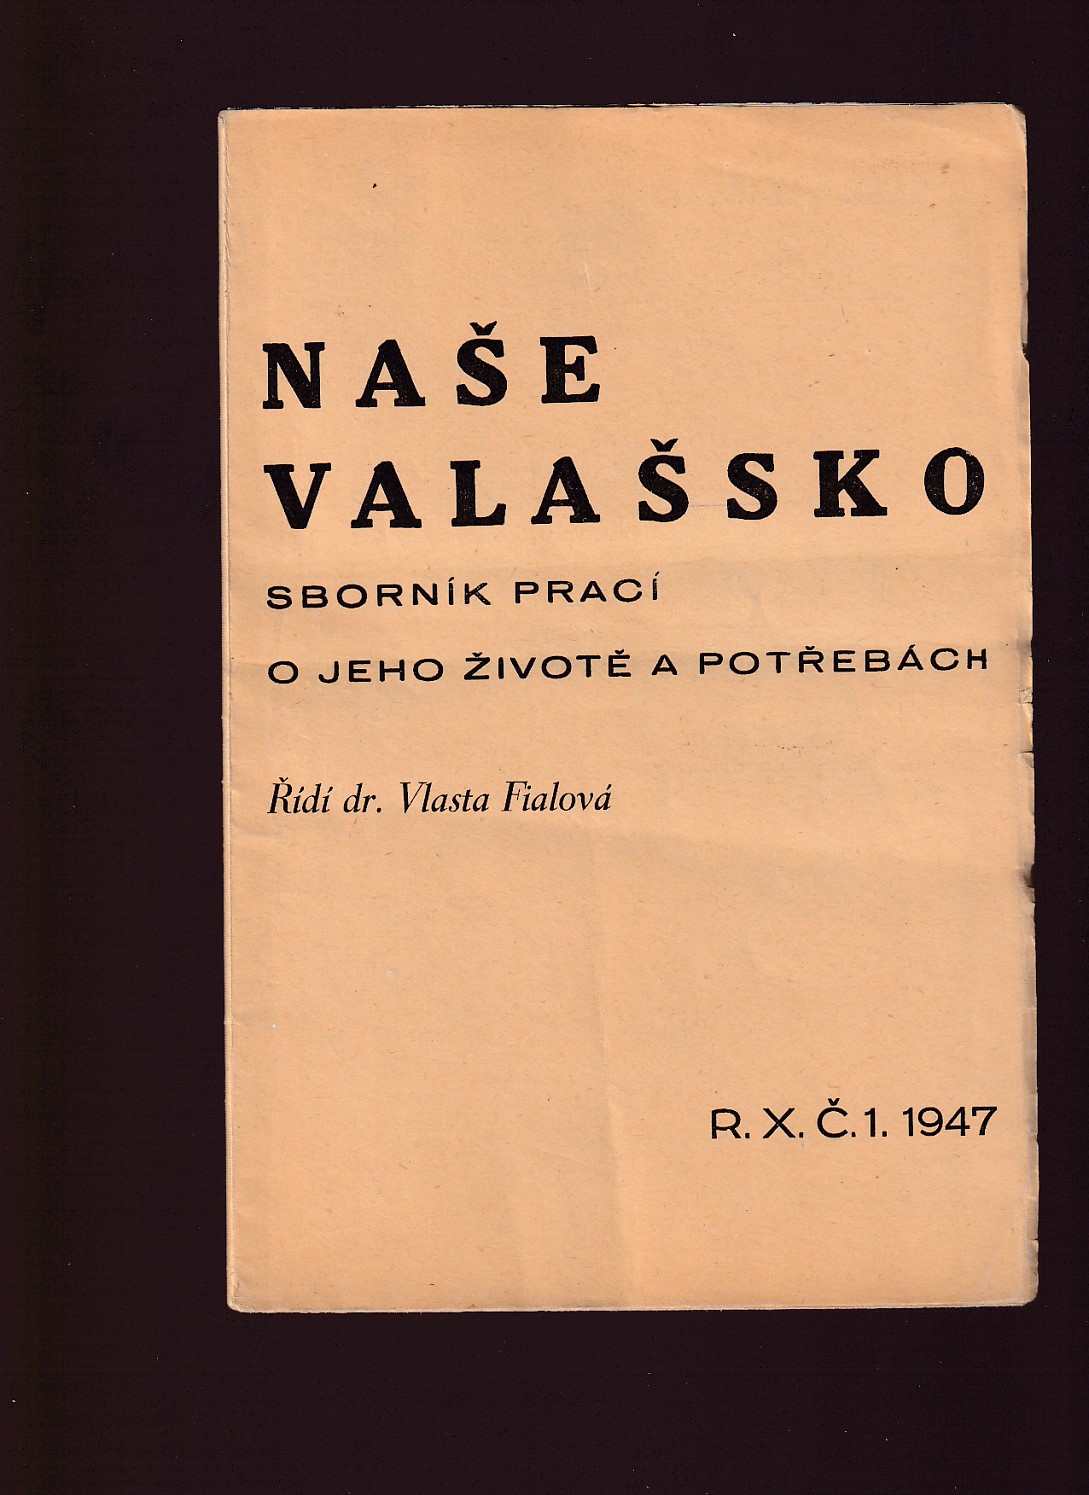 NAŠE
VALAŠSKO
SBORNÍK PRACÍ
O JEHO ŽIVOTĚ A POTŘEBÁCH
Řídí dr. Vlasta Fialová
R. X. Č. 1. 1947